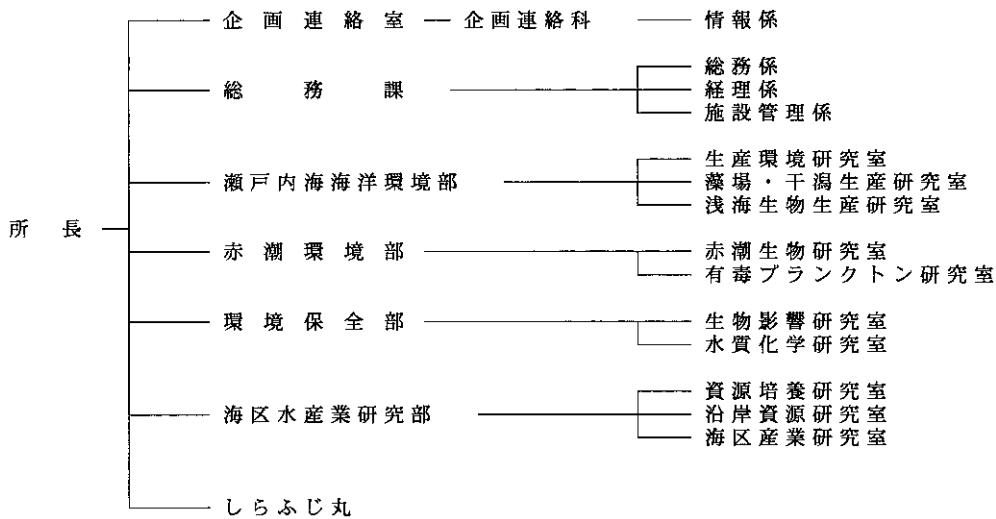 企画連絡室 企画連絡科 情報係
総務係
総務課 経理係
施設管理係
生産環境研究室
瀬戸内海海洋環境部 藻場・干潟生産研究室
浅海生物生産研究室
所長
赤潮環境部 赤潮生物研究室
有毒プランクトン研究室
環境保全部 生物影響研究室
水質化学研究室
資源培養研究室
海区水産業研究部 沿岸資源研究室
海区産業研究室
しらふじ丸